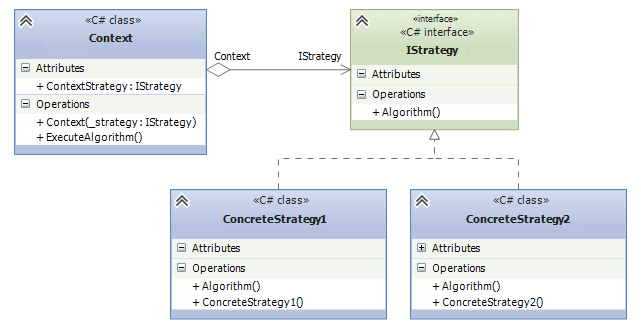 «C# class»
Context
Attributes
+ ContextStrategy : IStrategy
Operations
+ Context(_strategy : IStrategy)
+ ExecuteAlgorithm()
Context
IStrategy
«interface»
«C# interface»
IStrategy
Attributes
Operations
+ Algorithm()
«C# class»
ConcreteStrategy1
Attributes
Operations
+ Algorithm()
+ ConcreteStrategy1()
«C# class»
ConcreteStrategy2
Attributes
Operations
+ Algorithm()
+ ConcreteStrategy2()